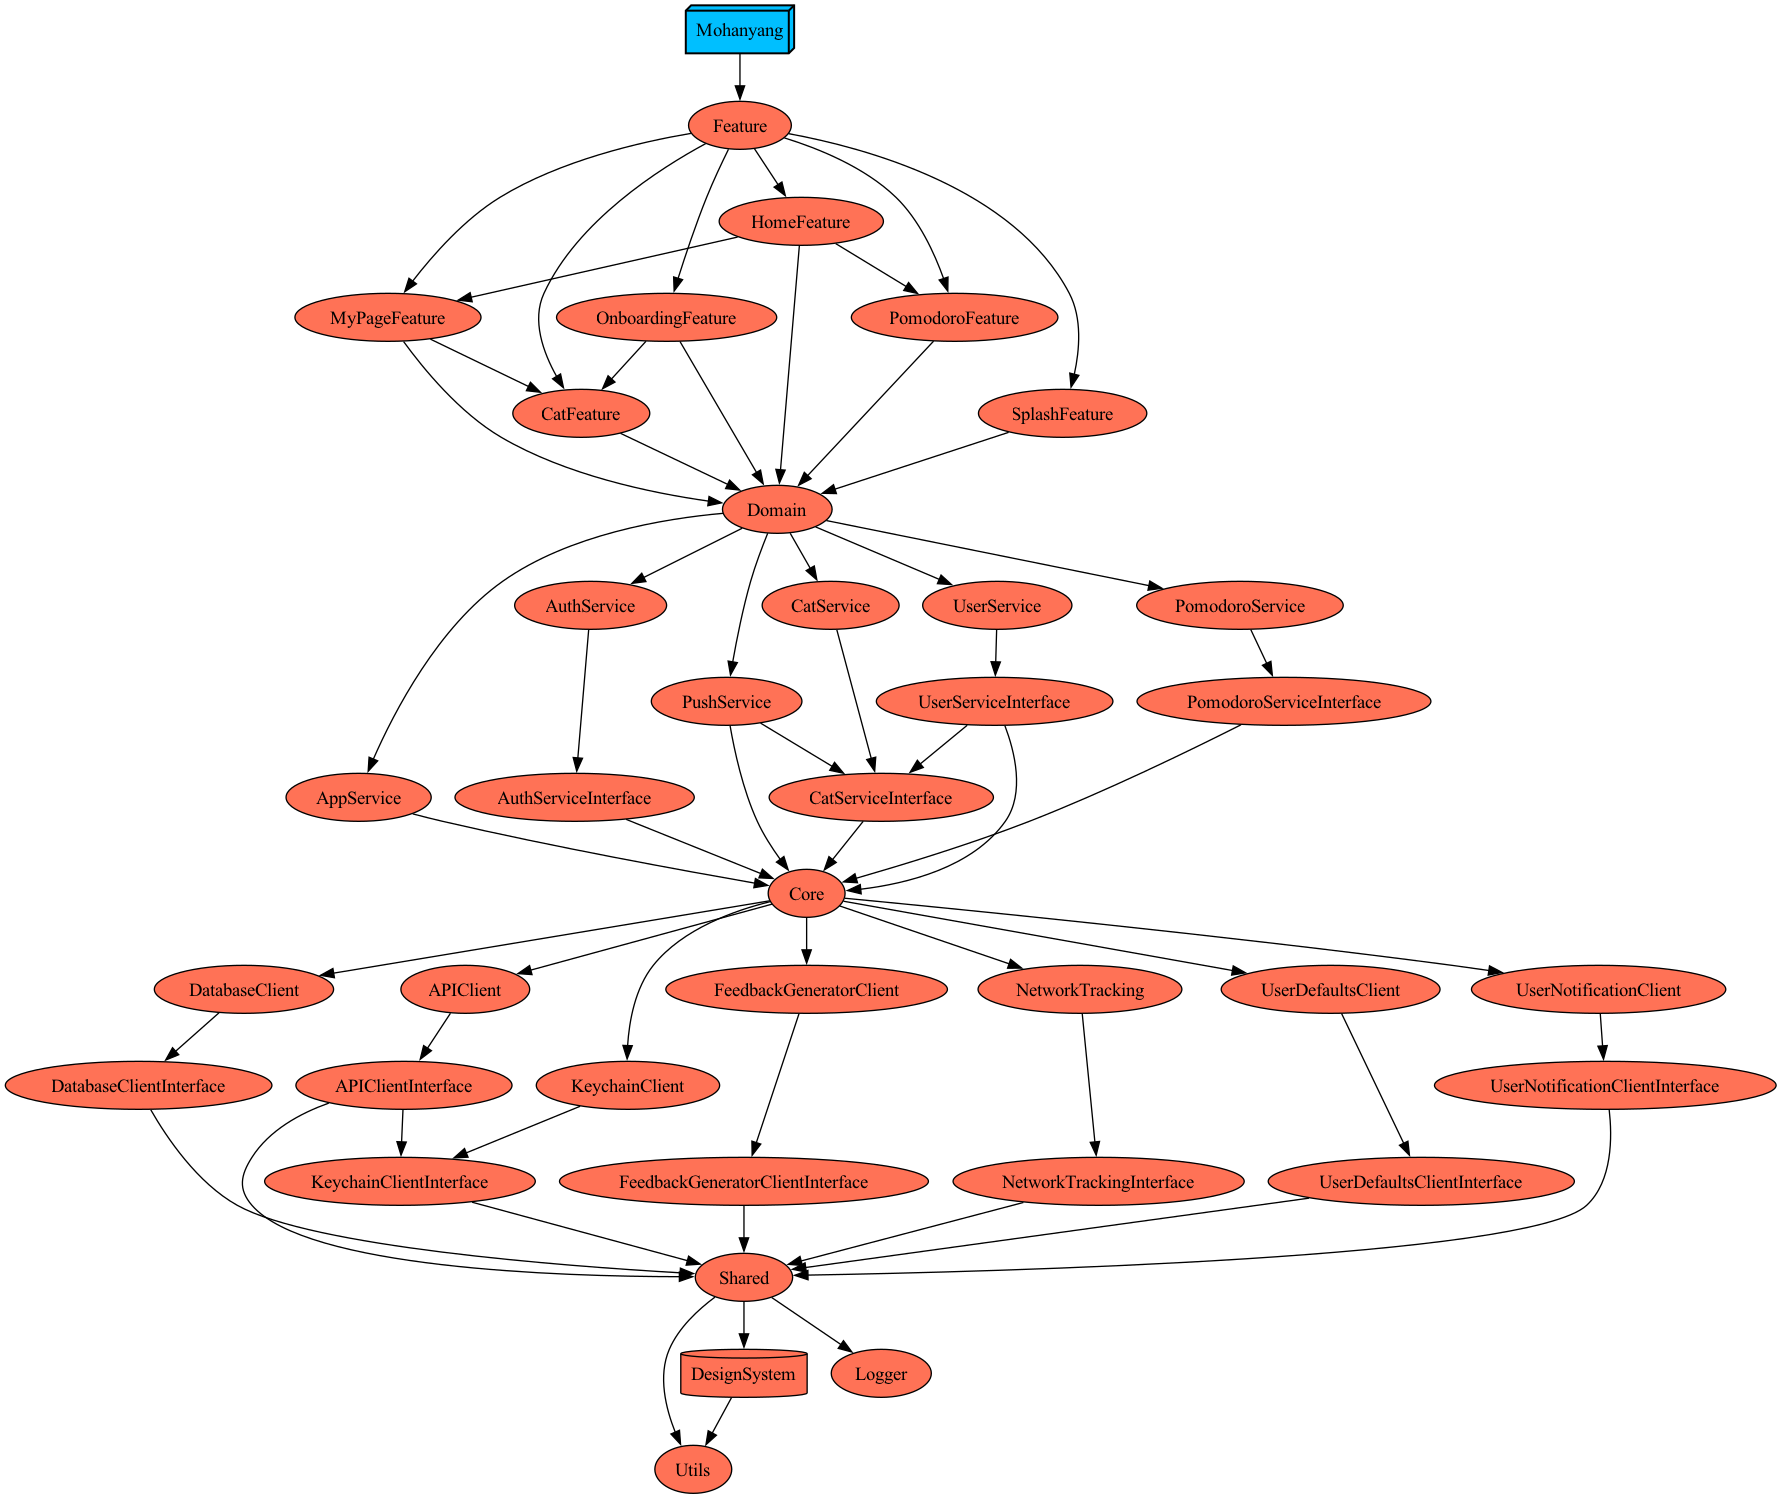 Mohanyang
Feature
HomeFeature
MyPageFeature
OnboardingFeature
PomodoroFeature
CatFeature
SplashFeature
Domain
AuthService
CatService
UserService
PomodoroService
PushService
UserServiceInterface
PomodoroServiceInterface
AppService
AuthServiceInterface
CatServiceInterface
Core
DatabaseClient
APIClient
FeedbackGeneratorClient
NetworkTracking
UserDefaultsClient
UserNotificationClient
DatabaseClientInterface
APIClientInterface
KeychainClient
UserNotificationClientInterface
KeychainClientInterface
FeedbackGeneratorClientInterface
NetworkTrackingInterface
UserDefaultsClientInterface
Shared
DesignSystem
Logger
Utils